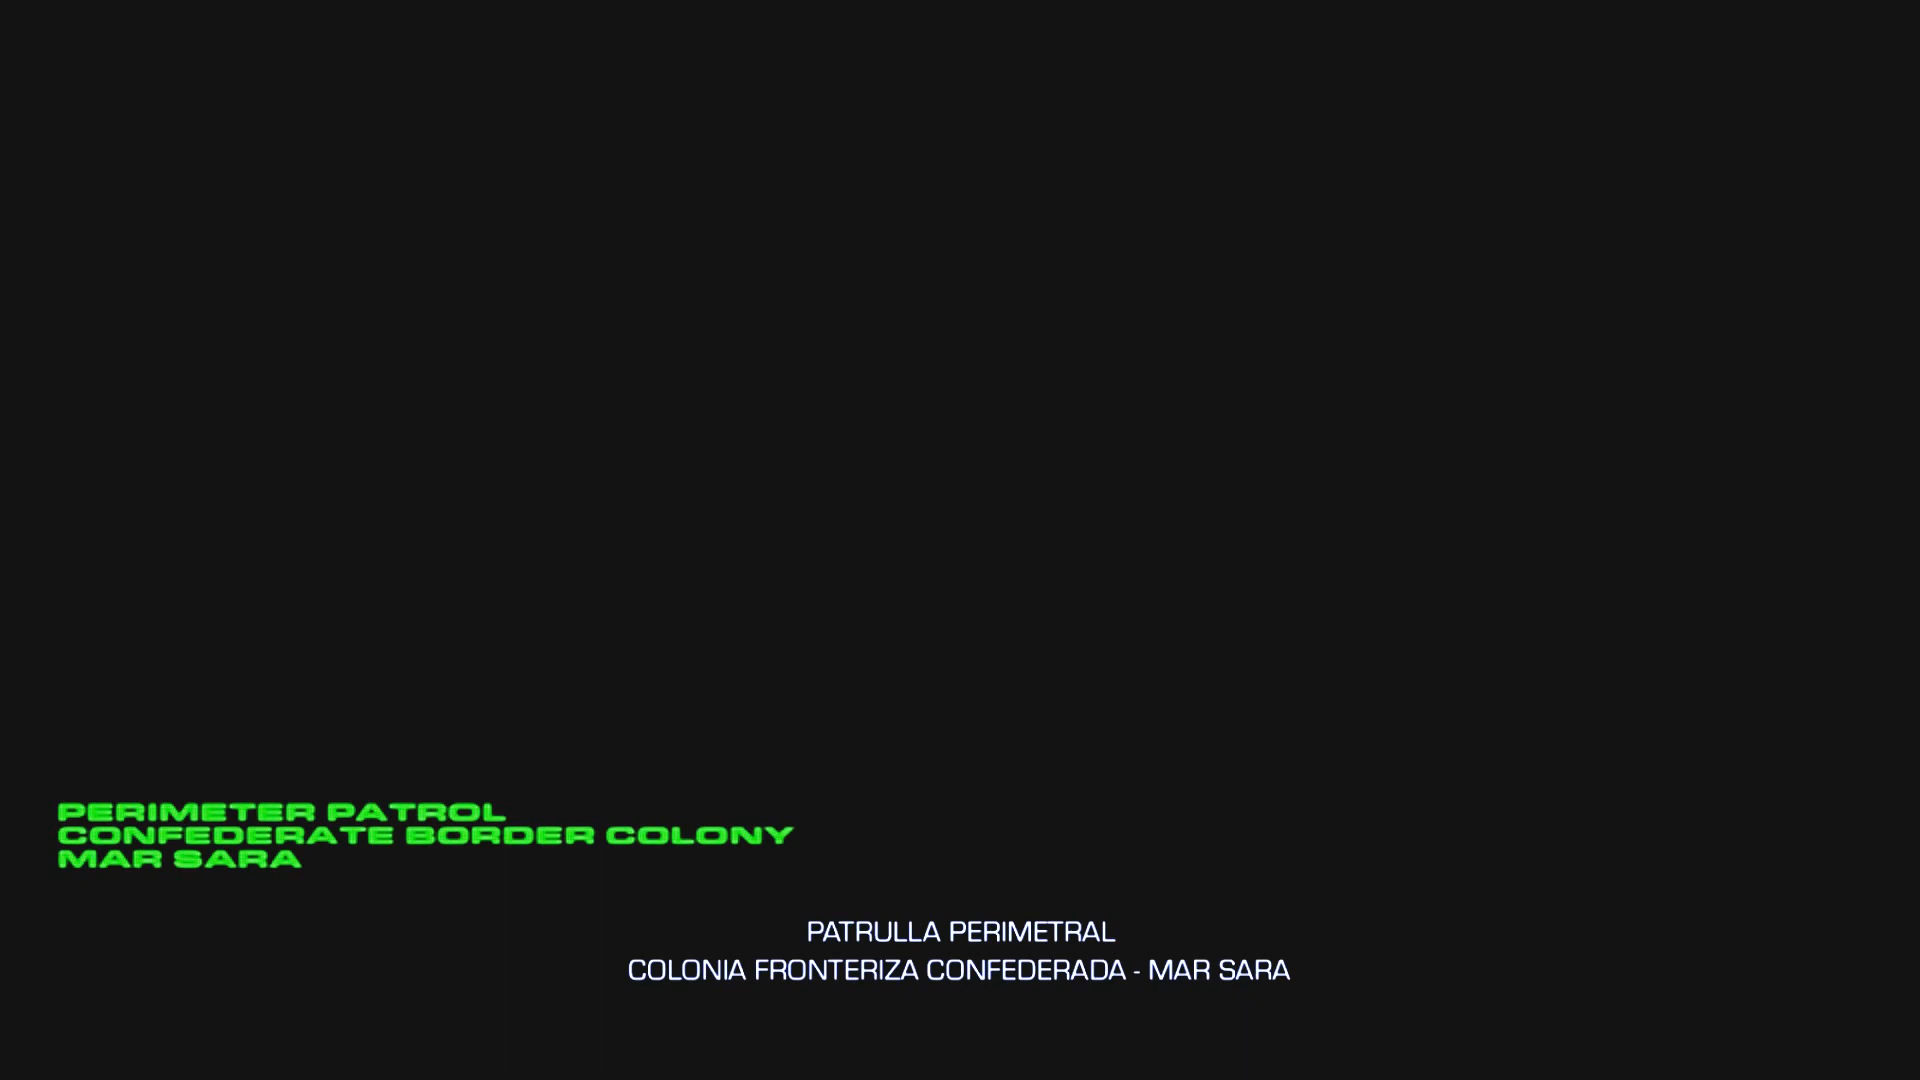 PERIMETER PATROL
CONFEDERATE BORDER COLONY
MAR SARA
PATRULLA PERIMETRAL
COLONIA FRONTERIZA CONFEDERADA - MAR SARA